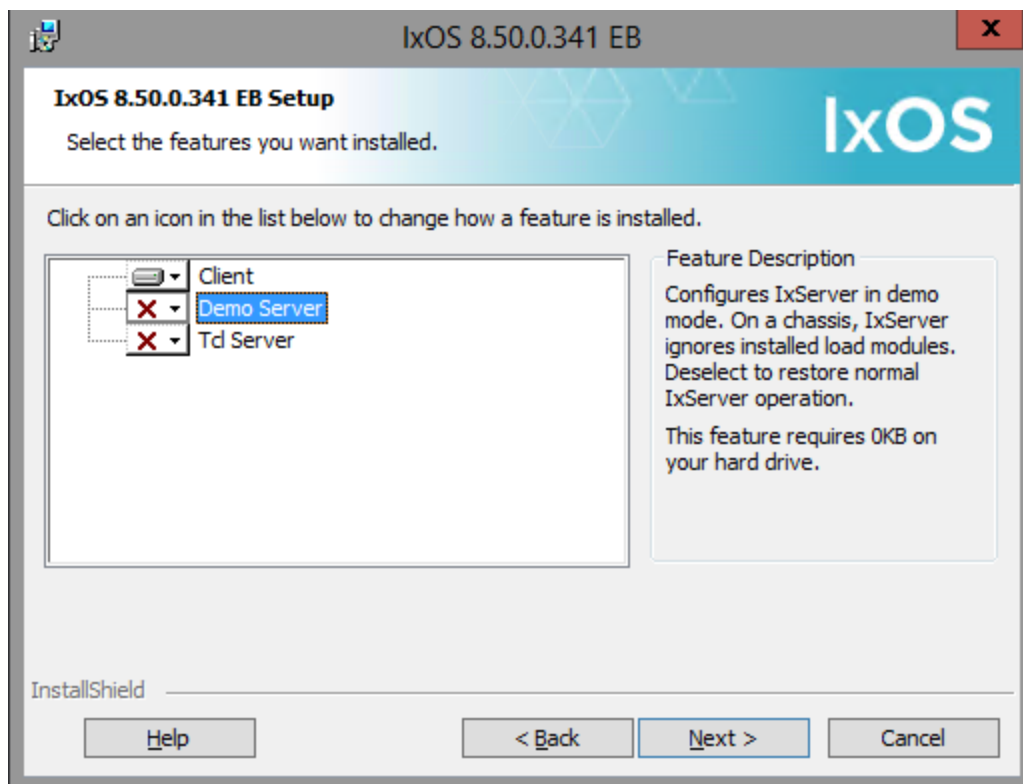 IxOS 8.50.0.341 EB
X
IxOS 8.50.0.341 EB Setup
Select the features you want installed.
IxOS
Click on an icon in the list below to change how a feature is installed.
Client
Demo Server
Tcl Server
Feature Description
Configures IxServer in demo
mode. On a chassis, IxServer
ignores installed load modules.
Deselect to restore normal
IxServer operation.
This feature requires 0KB on
your hard drive.
InstallShield
Help
< Back
Next >
Cancel